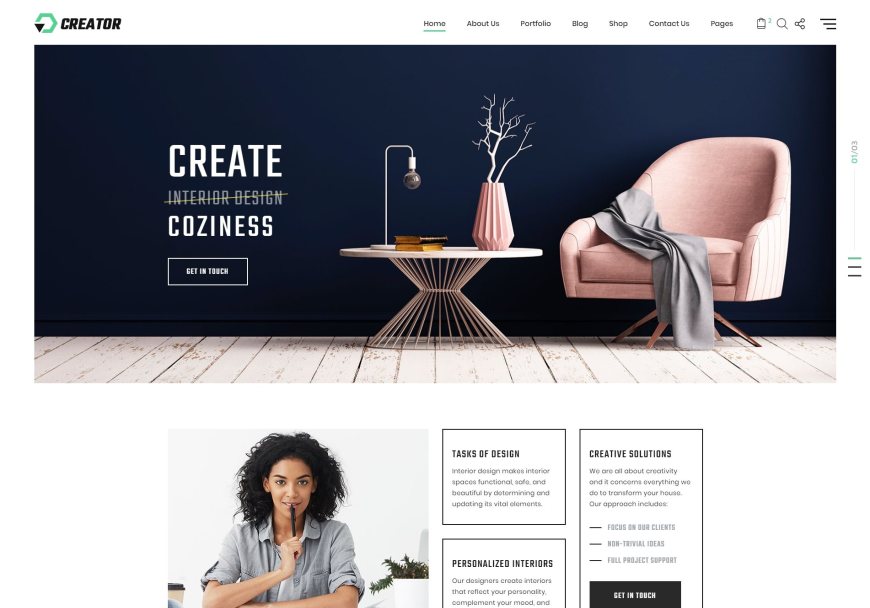 CREATOR
Home About Us Portfolio Blog Shop Contact Us Pages
2
01/03
CREATE
INTERIOR DESIGN
COZINESS
GET IN TOUCH
TASKS OF DESIGN
Interior design makes interior
spaces functional, safe, and
beautiful by determining and
updating its vital elements.
PERSONALIZED INTERIORS
Our designers create interiors
that reflect your personality,
complement your mood, and
CREATIVE SOLUTIONS
We are all about creativity
and it concerns everything we
do to transform your house.
Our approach includes:
FOCUS ON OUR CLIENTS
NON-TRIVIAL IDEAS
FULL PROJECT SUPPORT
GET IN TOUCH